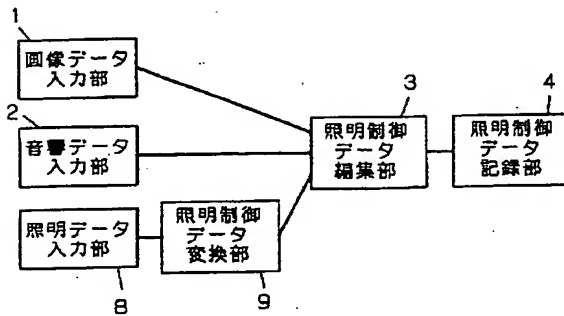 1
画像データ
入力部
2
音響データ
入力部
照明データ
入力部
8
照明制御
データ
変換部
9
3
照明制御
データ
編集部
4
照明制御
データ
記録部